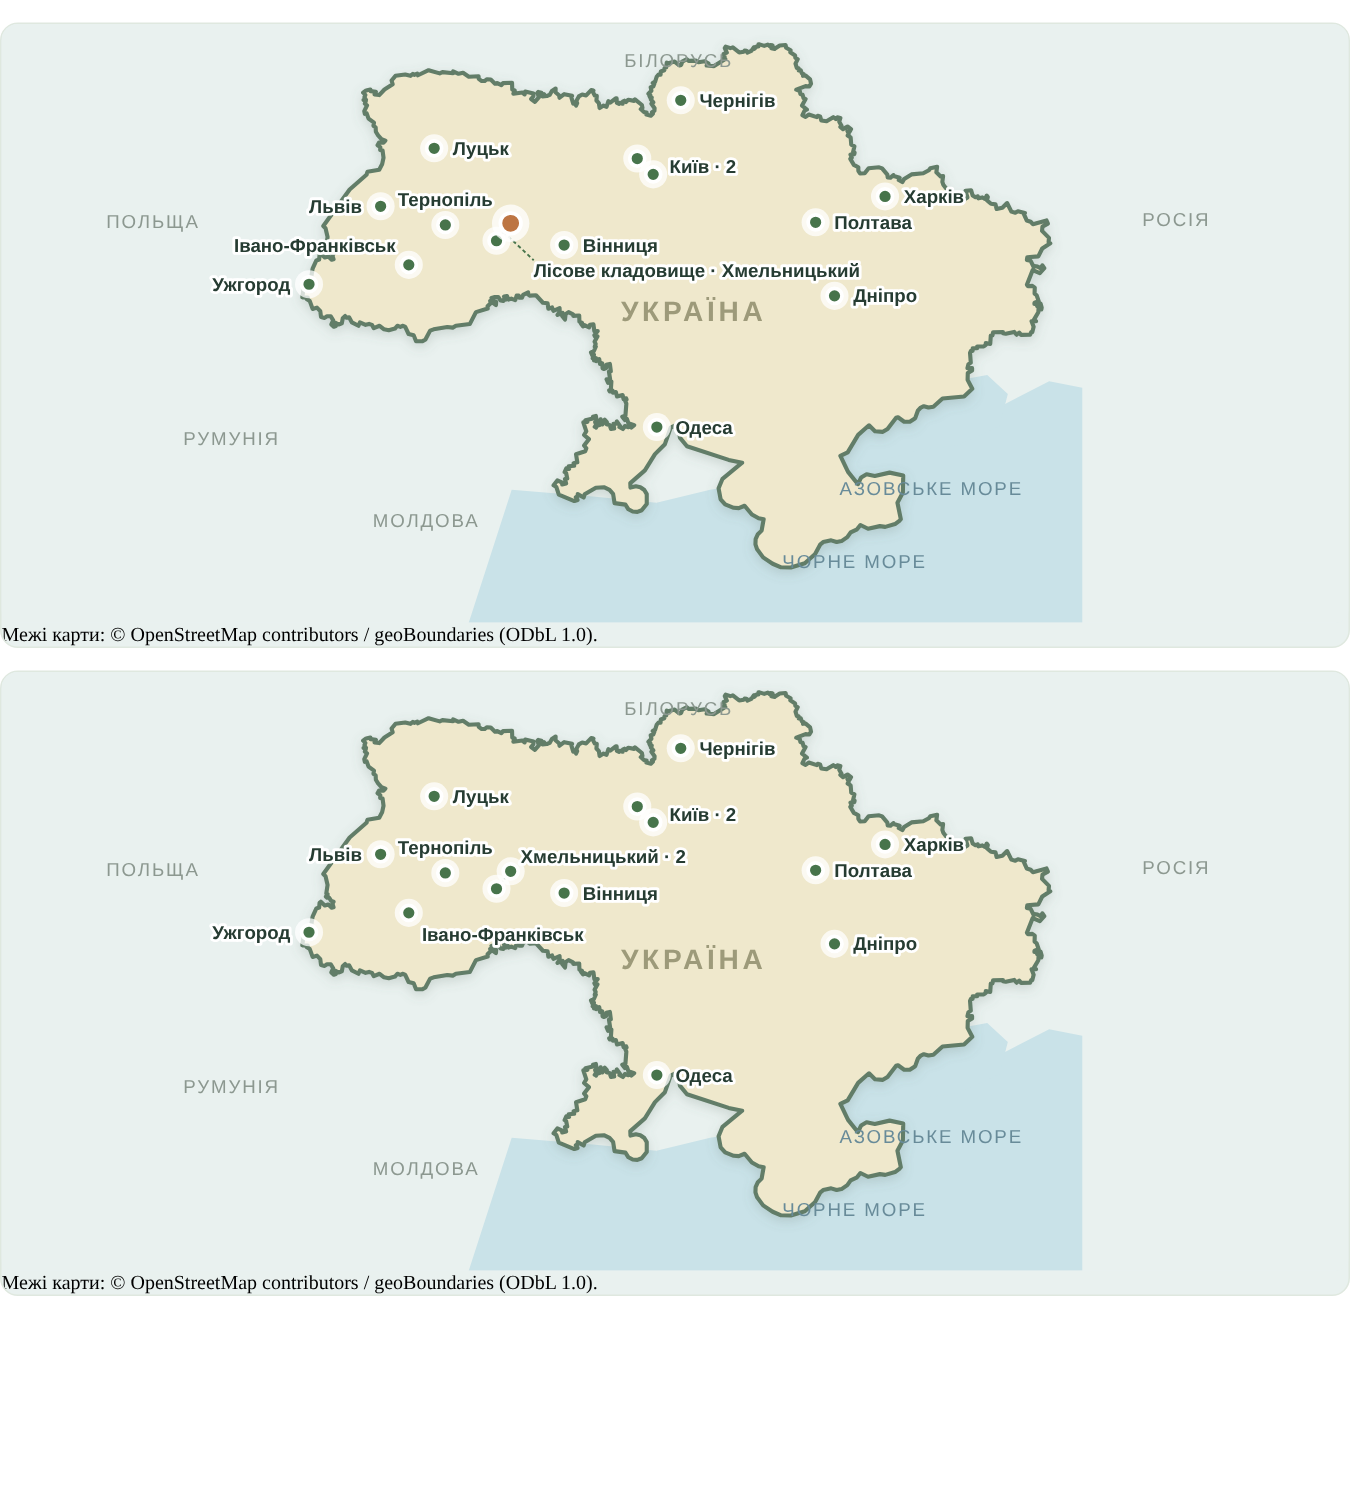 БІЛОРУСЬ
Чернігів
Луцьк
Київ · 2
Харків
Тернопіль
Львів
ПОЛЬЩА
РОСІЯ
Полтава
Івано-Франківськ
Вінниця
Лісове кладовище · Хмельницький
Ужгород
Дніпро
УКРАЇНА
Одеса
РУМУНІЯ
АЗОВСЬКЕ МОРЕ
МОЛДОВА
ЧОРНЕ МОРЕ
Межі карти: © OpenStreetMap contributors / geoBoundaries (ODbL 1.0).
БІЛОРУСЬ
Чернігів
Луцьк
Київ · 2
Харків
Тернопіль
Львів
Хмельницький · 2
ПОЛЬЩА
РОСІЯ
Полтава
Вінниця
Ужгород
Івано-Франківськ
Дніпро
УКРАЇНА
Одеса
РУМУНІЯ
АЗОВСЬКЕ МОРЕ
МОЛДОВА
ЧОРНЕ МОРЕ
Межі карти: © OpenStreetMap contributors / geoBoundaries (ODbL 1.0).